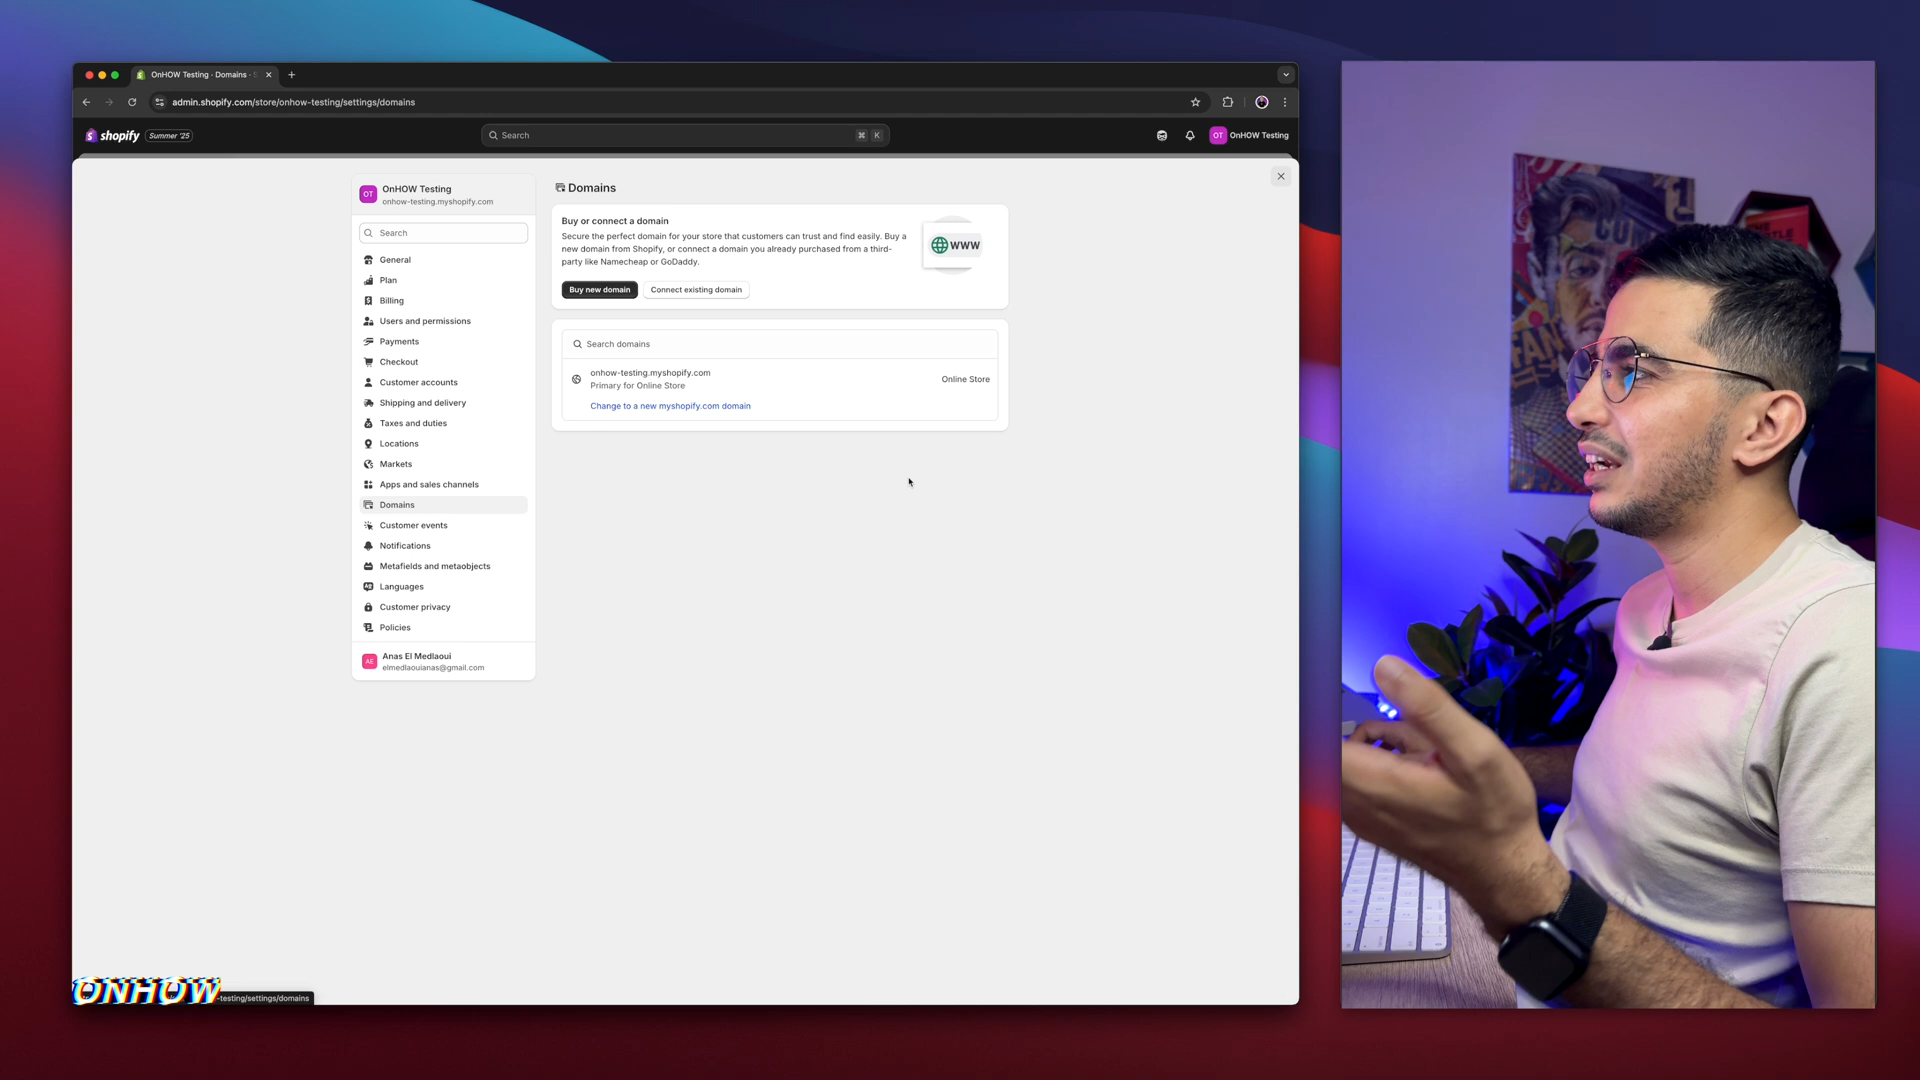 OnHOW Testing - Domains - S
admin.shopify.com/store/onhow-testing/settings/domains
shopify
Summer '25
Search
⌘ K
OT
OnHOW Testing
OT
OnHOW Testing
onhow-testing.myshopify.com
Search
General
Plan
Billing
Users and permissions
Payments
Checkout
Customer accounts
Shipping and delivery
Taxes and duties
Locations
Markets
Apps and sales channels
Domains
Customer events
Notifications
Metafields and metaobjects
Languages
Customer privacy
Policies
AE
Anas El Medlaoui
elmedlaouianas@gmail.com
Domains
Buy or connect a domain
Secure the perfect domain for your store that customers can trust and find easily. Buy a
new domain from Shopify, or connect a domain you already purchased from a third-
party like Namecheap or GoDaddy.
Buy new domain
Connect existing domain
WWW
Search domains
onhow-testing.myshopify.com
Primary for Online Store
Online Store
Change to a new myshopify.com domain
ONHOW
-testing/settings/domains